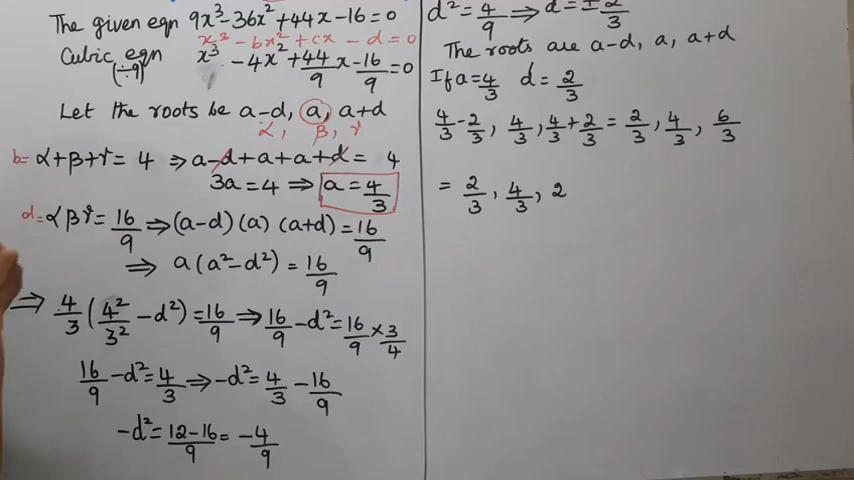 The given eqn 9x³-36x²+44x-16=0
x³-bx²+cx-d=0
Cubic eqn x³-4x²+44/9x-16/9=0
(÷9)
Let the roots be a-d, a, a+d
α, β, γ
b= α+β+γ= 4 ⇒ a-d+a+a+d= 4
3a=4 ⇒ a=4/3
d= αβγ=16/9 ⇒ (a-d) (a) (a+d)=16/9
⇒ a(a²-d²)=16/9
⇒ 4/3(4²/3²-d²)=16/9 ⇒ 16/9-d²=16/9×3/4
16/9-d²=4/3 ⇒ -d²=4/3-16/9
-d²=12-16/9=-4/9
d²=4/9 ⇒ d=±2/3
The roots are a-d, a, a+d
If a=4/3 d=2/3
4/3-2/3, 4/3, 4/3+2/3=2/3, 4/3, 6/3
=2/3, 4/3, 2